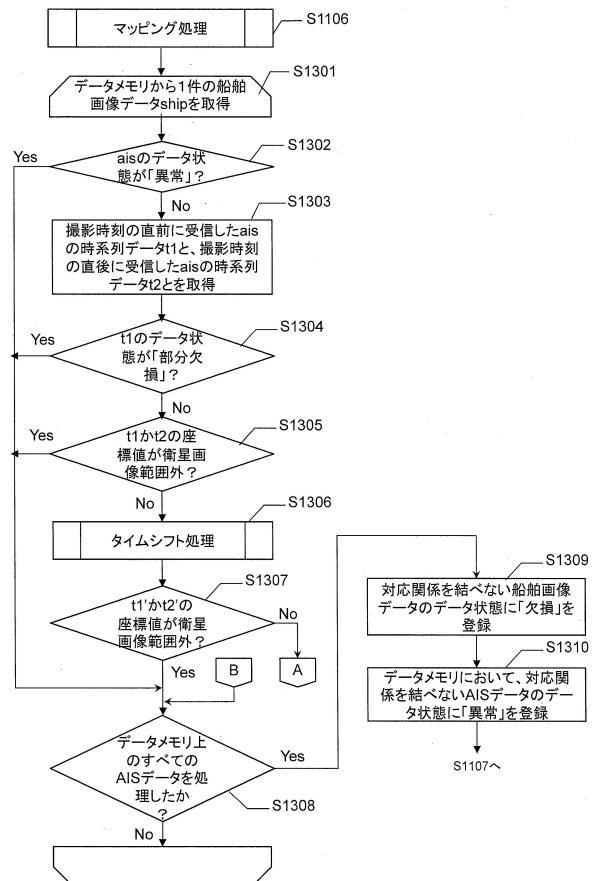 マッピング処理
S1106
S1301
データメモリから1件の船舶
画像データshipを取得
S1302
Yes
aisのデータ状
態が「異常」?
No
S1303
撮影時刻の直前に受信したais
の時系列データt1と、撮影時刻
の直後に受信したaisの時系列
データt2とを取得
S1304
Yes
t1のデータ状
態が「部分欠
損」?
No
S1305
Yes
t1かt2の座
標値が衛星画
像範囲外?
No
S1306
タイムシフト処理
S1307
t1'かt2'の
座標値が衛星
画像範囲外?
No
Yes
B
A
データメモリ上
のすべての
AISデータを処
理したか
?
Yes
S1308
No
S1309
対応関係を結べない船舶画像
データのデータ状態に「欠損」を
登録
S1310
データメモリにおいて、対応関
係を結べないAISデータのデー
タ状態に「異常」を登録
S1107へ